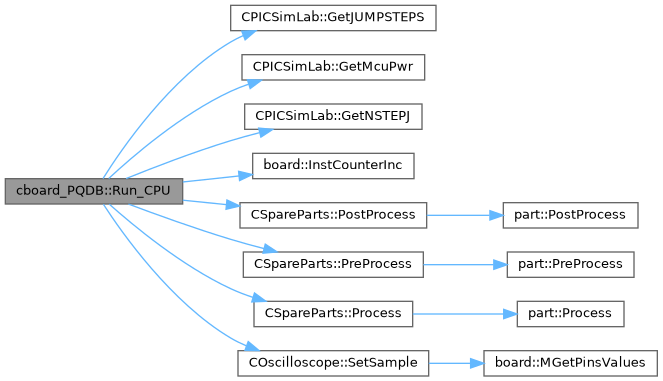 CPICSimLab::GetJUMPSTEPS
CPICSimLab::GetMcuPwr
CPICSimLab::GetNSTEPJ
board::InstCounterInc
cboard_PQDB::Run_CPU
CSpareParts::PostProcess
part::PostProcess
CSpareParts::PreProcess
part::PreProcess
CSpareParts::Process
part::Process
COscilloscope::SetSample
board::MGetPinsValues